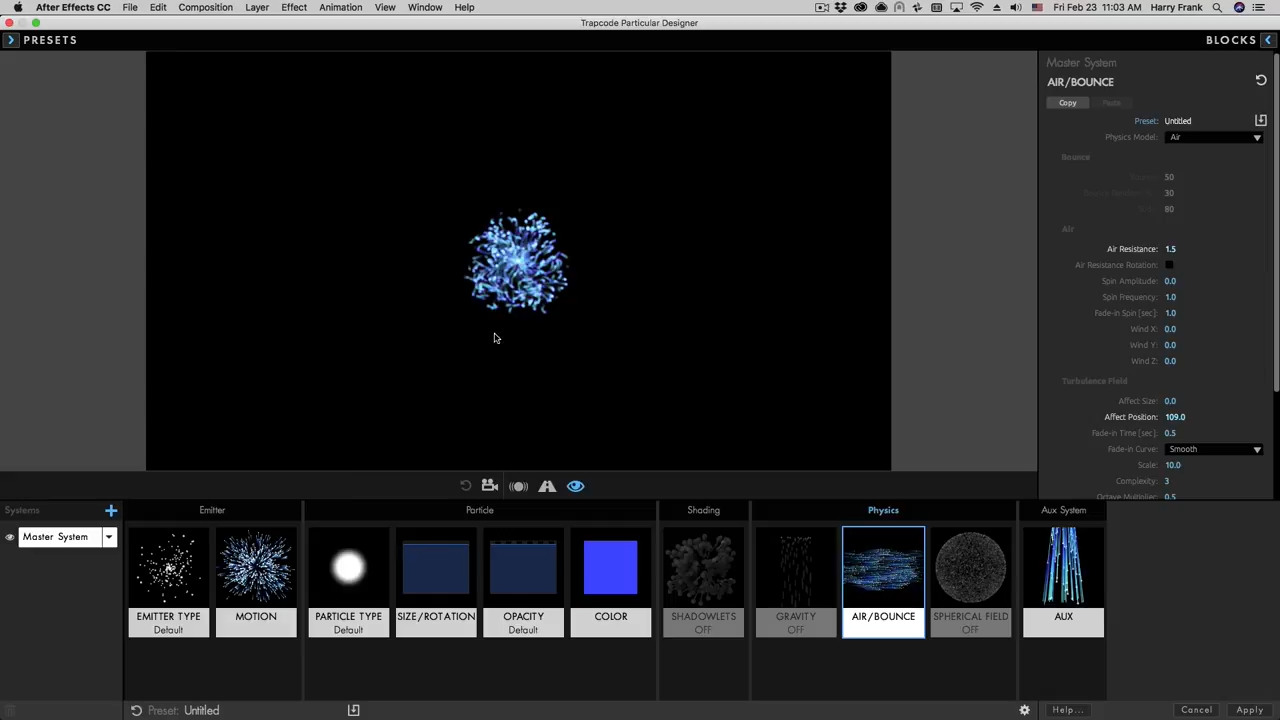 After Effects CC File Edit Composition Layer Effect Animation View Window Help Fri Feb 23 11:03 AM Harry Frank
Trapcode Particular Designer
PRESETS
BLOCKS
Master System
AIR/BOUNCE
Copy Paste
Preset: Untitled
Physics Model: Air
Bounce
50
30
80
Air
Air Resistance: 1.5
Air Resistance Rotation:
Spin Amplitude: 0.0
Spin Frequency: 1.0
Fade-in Spin [sec]: 1.0
Wind X: 0.0
Wind Y: 0.0
Wind Z: 0.0
Turbulence Field
Affect Size: 0.0
Affect Position: 109.0
Fade-in Time [sec]: 0.5
Fade-in Curve: Smooth
Scale: 10.0
Complexity: 3
Octave Multiplier: 0.5
Systems
Emitter
Particle
Shading
Physics
Aux System
Master System
EMITTER TYPE
Default
MOTION
PARTICLE TYPE
Default
SIZE/ROTATION
OPACITY
Default
COLOR
SHADOWLETS
OFF
GRAVITY
OFF
AIR/BOUNCE
SPHERICAL FIELD
OFF
AUX
Preset: Untitled
Help... Cancel Apply